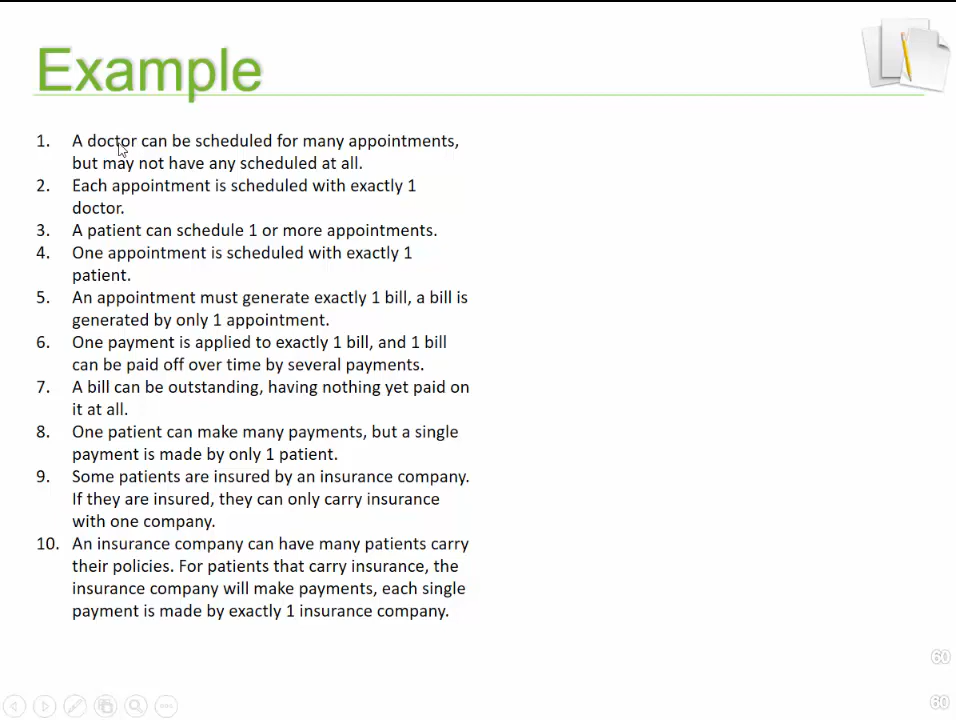 Example
1. A doctor can be scheduled for many appointments,
but may not have any scheduled at all.
2. Each appointment is scheduled with exactly 1
doctor.
3. A patient can schedule 1 or more appointments.
4. One appointment is scheduled with exactly 1
patient.
5. An appointment must generate exactly 1 bill, a bill is
generated by only 1 appointment.
6. One payment is applied to exactly 1 bill, and 1 bill
can be paid off over time by several payments.
7. A bill can be outstanding, having nothing yet paid on
it at all.
8. One patient can make many payments, but a single
payment is made by only 1 patient.
9. Some patients are insured by an insurance company.
If they are insured, they can only carry insurance
with one company.
10. An insurance company can have many patients carry
their policies. For patients that carry insurance, the
insurance company will make payments, each single
payment is made by exactly 1 insurance company.
60
60